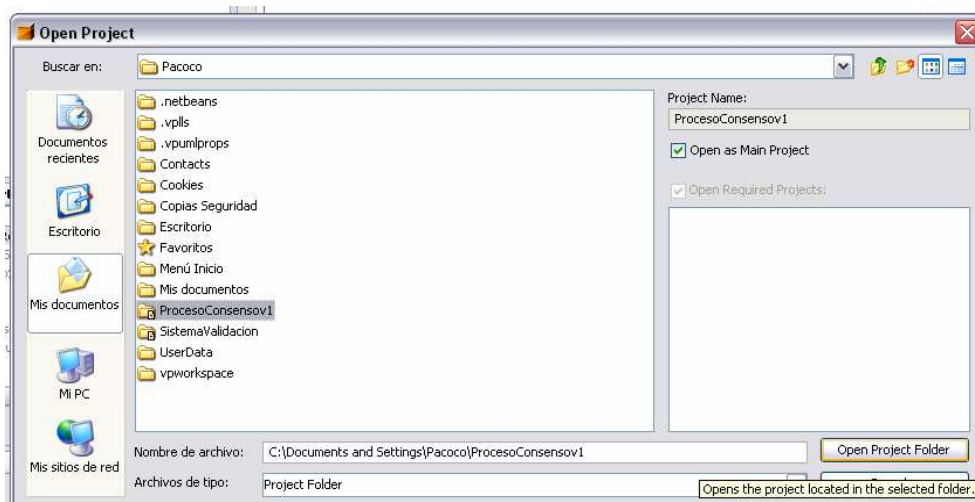 Open Project
Buscar en:
Pacoco
Documentos
recientes
Escritorio
Mis documentos
Mi PC
Mis sitios de red
.netbeans
.vplls
.vpumlprops
Contacts
Cookies
Copias Seguridad
Escritorio
Favoritos
Menú Inicio
Mis documentos
ProcesoConsensov1
SistemaValidacion
UserData
vpworkspace
Project Name:
ProcesoConsensov1
Open as Main Project
Open Required Projects:
Nombre de archivo:
C:\Documents and Settings\Pacoco\ProcesoConsensov1
Open Project Folder
Archivos de tipo:
Project Folder
Opens the project located in the selected folder.